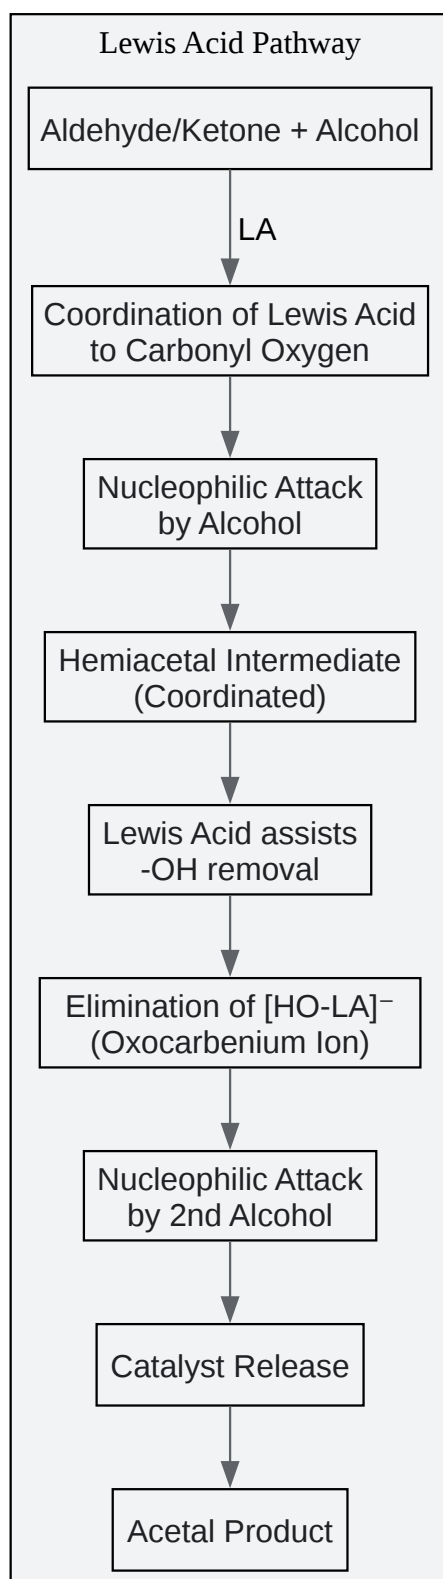 Lewis Acid Pathway
Aldehyde/Ketone + Alcohol
LA
Coordination of Lewis Acid
to Carbonyl Oxygen
Nucleophilic Attack
by Alcohol
Hemiacetal Intermediate
(Coordinated)
Lewis Acid assists
-OH removal
Elimination of [HO-LA]⁻
(Oxocarbenium Ion)
Nucleophilic Attack
by 2nd Alcohol
Catalyst Release
Acetal Product